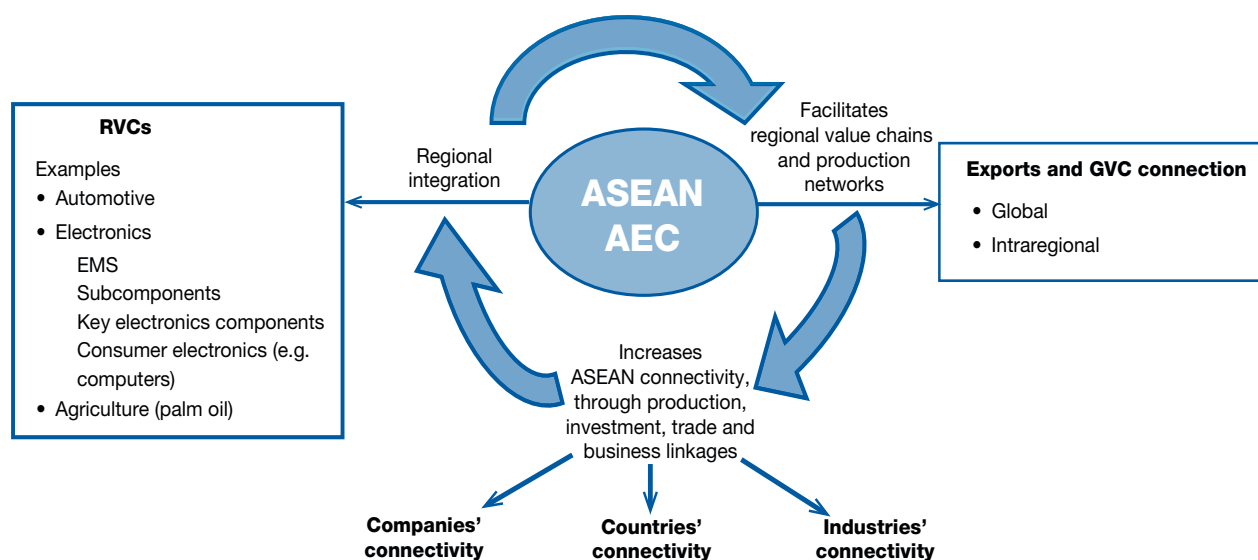 RVCs
Examples
• Automotive
• Electronics
EMS
Subcomponents
Key electronics components
Consumer electronics (e.g.
computers)
• Agriculture (palm oil)
Regional
integration
ASEAN
AEC
Facilitates
regional value chains
and production
networks
Exports and GVC connection
• Global
• Intraregional
Increases
ASEAN connectivity,
through production,
investment, trade and
business linkages
Companies’
connectivity
Countries’
connectivity
Industries’
connectivity